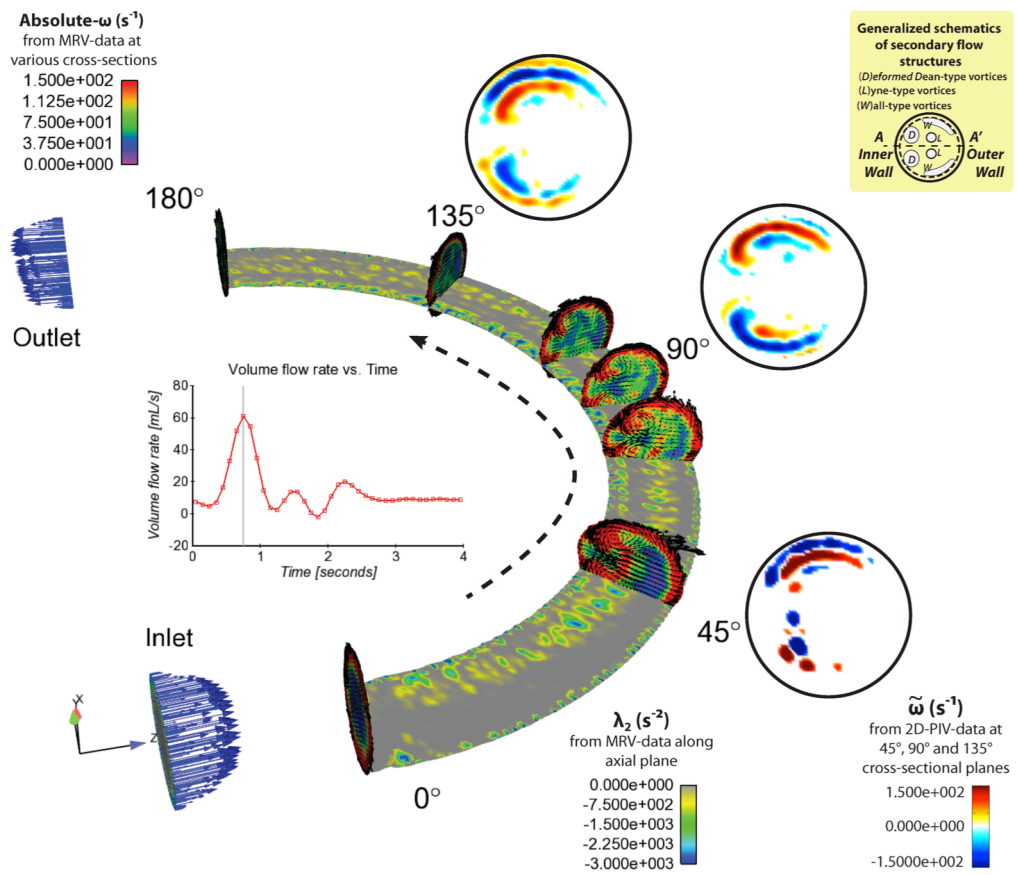 Absolute-ω (s⁻¹)
from MRV-data at
various cross-sections
1.500e+002
1.125e+002
7.500e+001
3.751e+001
0.000e+000
Generalized schematics
of secondary flow
structures
(D)eformed Dean-type vortices
(L)yne-type vortices
(W)all-type vortices
A
Inner
Wall
W
D
L
D
L
W
A'
Outer
Wall
180°
135°
90°
45°
0°
Outlet
Volume flow rate vs. Time
Volume flow rate [mL/s]
80
60
40
20
0
-20
0 1 2 3 4
Time [seconds]
Inlet
X
Y
Z
λ₂ (s⁻²)
from MRV-data along
axial plane
0.000e+000
-7.500e+002
-1.500e+003
-2.250e+003
-3.000e+003
ω̃ (s⁻¹)
from 2D-PIV-data at
45°, 90° and 135°
cross-sectional planes
1.500e+002
0.000e+000
-1.5000e+002